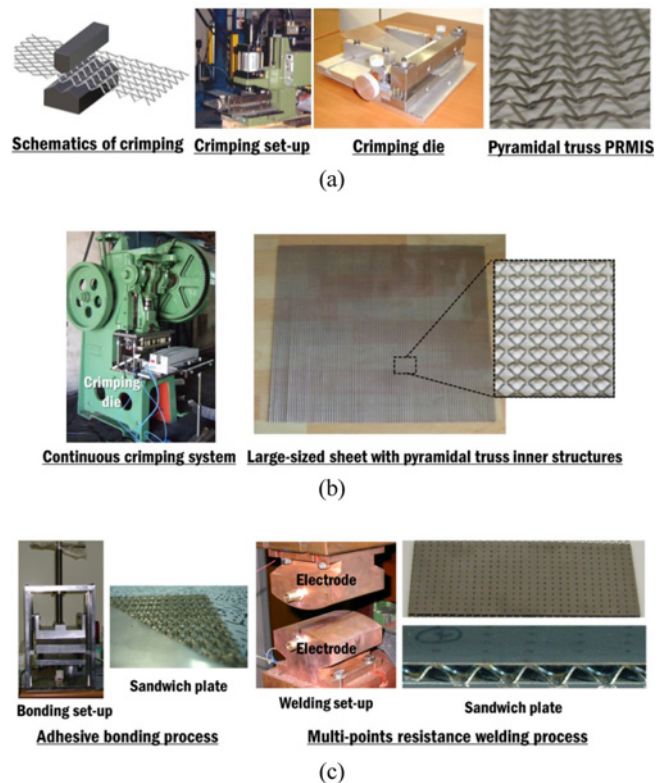 Schematics of crimping
Crimping set-up
Crimping die
Pyramidal truss PRMIS
(a)
Crimping
die
Continuous crimping system
Large-sized sheet with pyramidal truss inner structures
(b)
Electrode
Electrode
Bonding set-up
Sandwich plate
Welding set-up
Sandwich plate
Adhesive bonding process
Multi-points resistance welding process
(c)